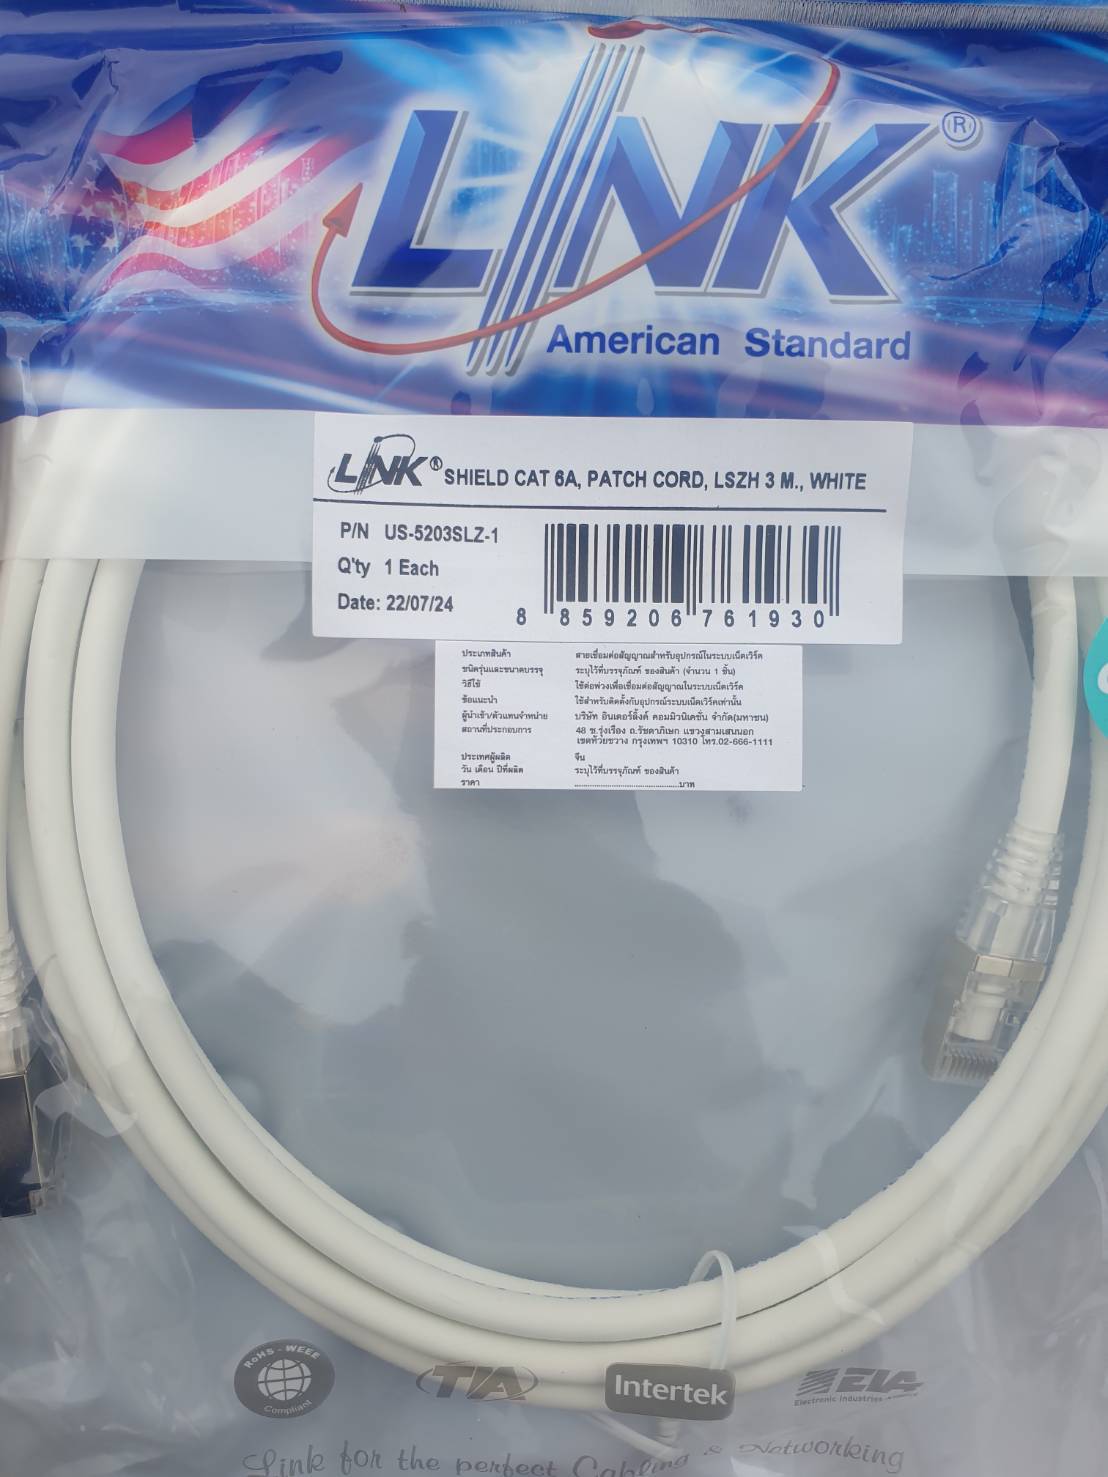 LINK ®
American Standard
LINK® SHIELD CAT 6A, PATCH CORD, LSZH 3 M., WHITE
P/N US-5203SLZ-1
Q'ty 1 Each
Date: 22/07/24
8 859206 761930
ประเภทสินค้า สายเชื่อมต่อสัญญาณสำหรับอุปกรณ์ในระบบเน็ตเวิร์ค
ชนิดรุ่นและขนาดบรรจุ ระบุไว้ที่บรรจุภัณฑ์ ของสินค้า (จำนวน 1 ชิ้น)
วิธีใช้ ใช้ต่อพ่วงเพื่อเชื่อมต่อสัญญาณในระบบเน็ตเวิร์ค
ข้อแนะนำ ใช้สำหรับติดตั้งกับอุปกรณ์ระบบเน็ตเวิร์คเท่านั้น
ผู้นำเข้า/ตัวแทนจำหน่าย บริษัท อินเตอร์ลิ้งค์ คอมมิวนิเคชั่น จำกัด(มหาชน)
สถานที่ประกอบการ 48 ซ.รุ่งเรือง ถ.รัชดาภิเษก แขวงสามเสนนอก
เขตห้วยขวาง กรุงเทพฯ 10310 โทร.02-666-1111
ประเทศผู้ผลิต จีน
วัน เดือน ปีที่ผลิต ระบุไว้ที่บรรจุภัณฑ์ ของสินค้า
ราคา ..............................................บาท
RoHS - WEEE
Compliant
TIA
Intertek
EIA
Electronic Industries
Link for the perfect Cabling & Networking